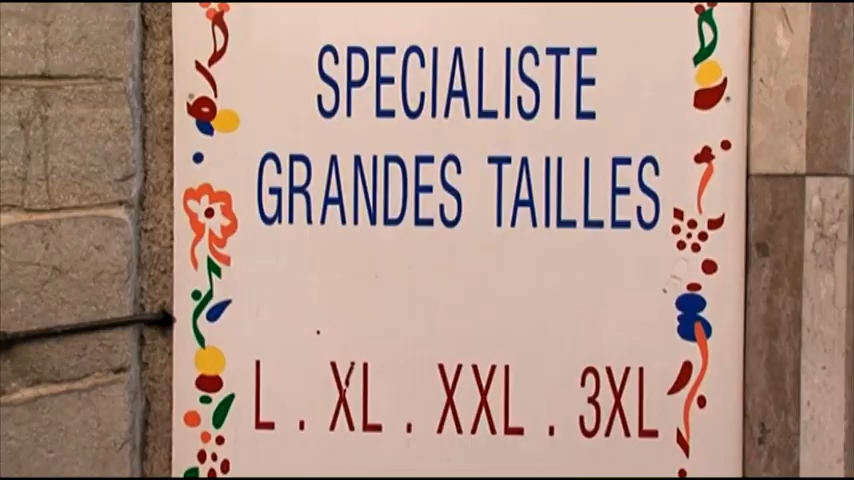 SPECIALISTE
GRANDES TAILLES
L . XL . XXL . 3XL